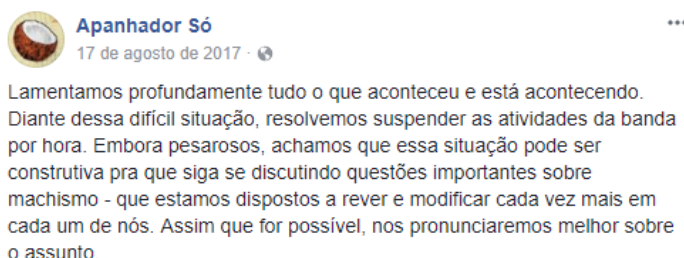 Apanhador Só
17 de agosto de 2017 ·
Lamentamos profundamente tudo o que aconteceu e está acontecendo.
Diante dessa difícil situação, resolvemos suspender as atividades da banda
por hora. Embora pesarosos, achamos que essa situação pode ser
construtiva pra que siga se discutindo questões importantes sobre
machismo - que estamos dispostos a rever e modificar cada vez mais em
cada um de nós. Assim que for possível, nos pronunciaremos melhor sobre
o assunto